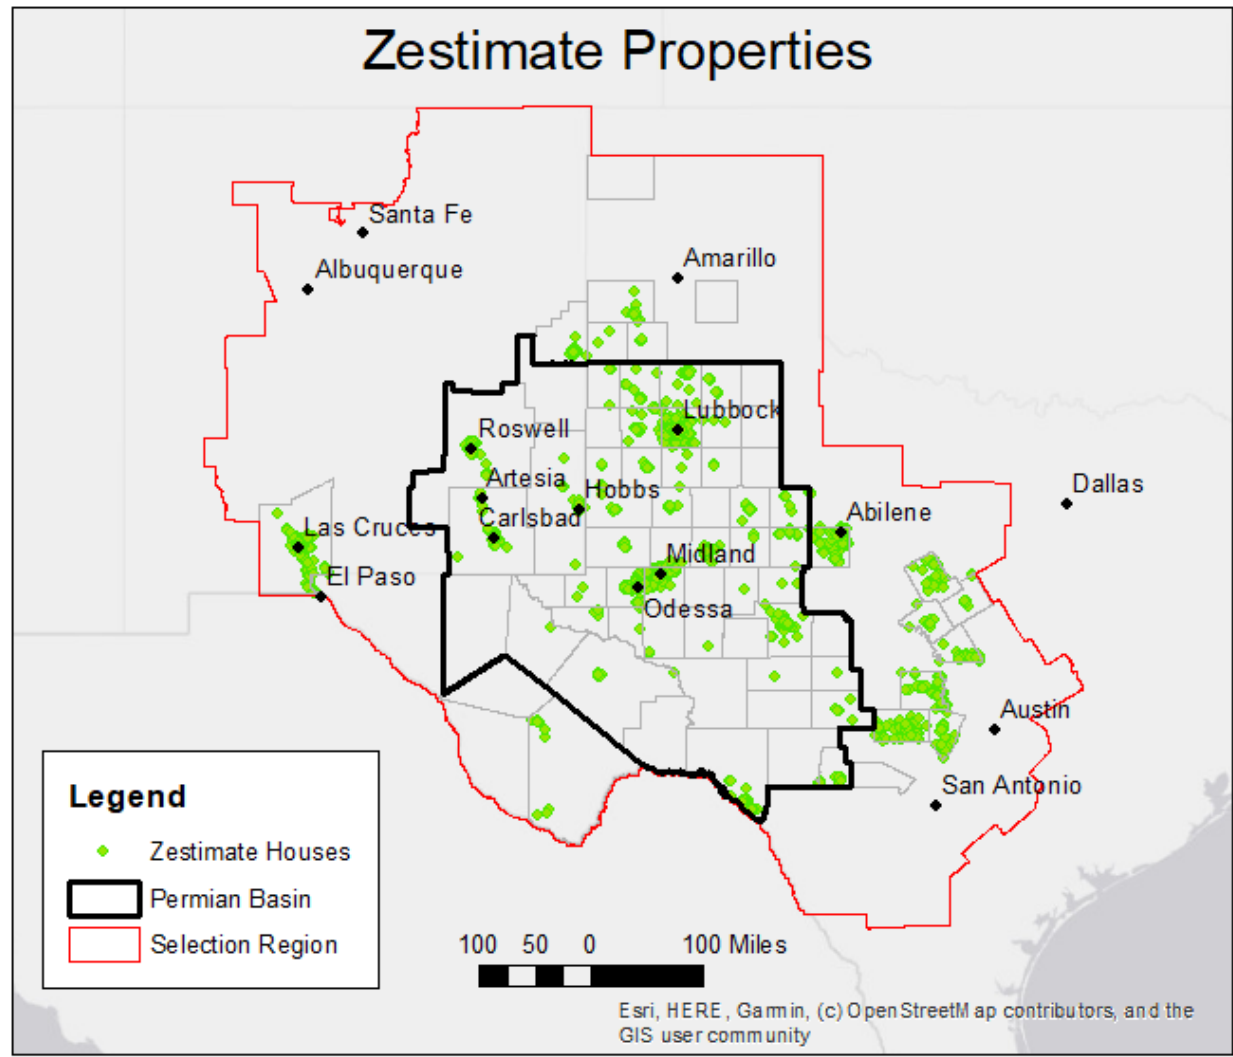 Zestimate Properties
Santa Fe
Albuquerque
Amarillo
Lubbock
Roswell
Artesia
Hobbs
Carlsbad
Dallas
Abilene
Las Cruces
Midland
El Paso
Odessa
Austin
San Antonio
Legend
Zestimate Houses
Permian Basin
Selection Region
100 50 0 100 Miles
Esri, HERE, Garmin, (c) OpenStreetMap contributors, and the
GIS user community